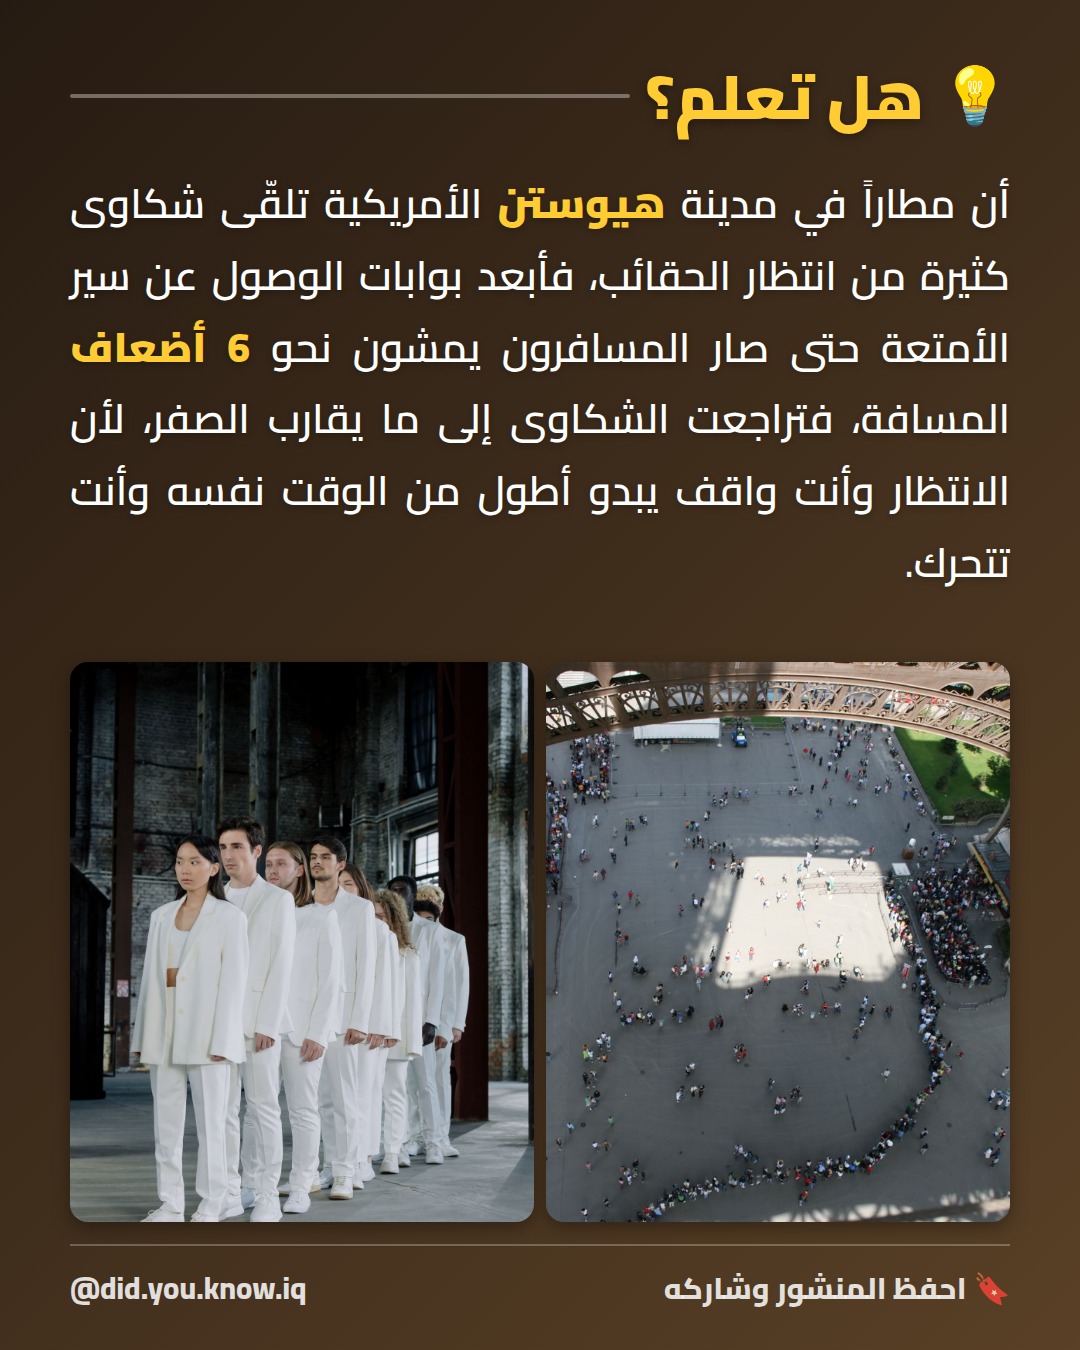 هل تعلم؟
أن مطاراً في مدينة هيوستن الأمريكية تلقّى شكاوى
كثيرة من انتظار الحقائب، فأبعد بوابات الوصول عن سير
الأمتعة حتى صار المسافرون يمشون نحو 6 أضعاف
المسافة، فتراجعت الشكاوى إلى ما يقارب الصفر، لأن
الانتظار وأنت واقف يبدو أطول من الوقت نفسه وأنت
تتحرك.
احفظ المنشور وشاركه
@did.you.know.iq